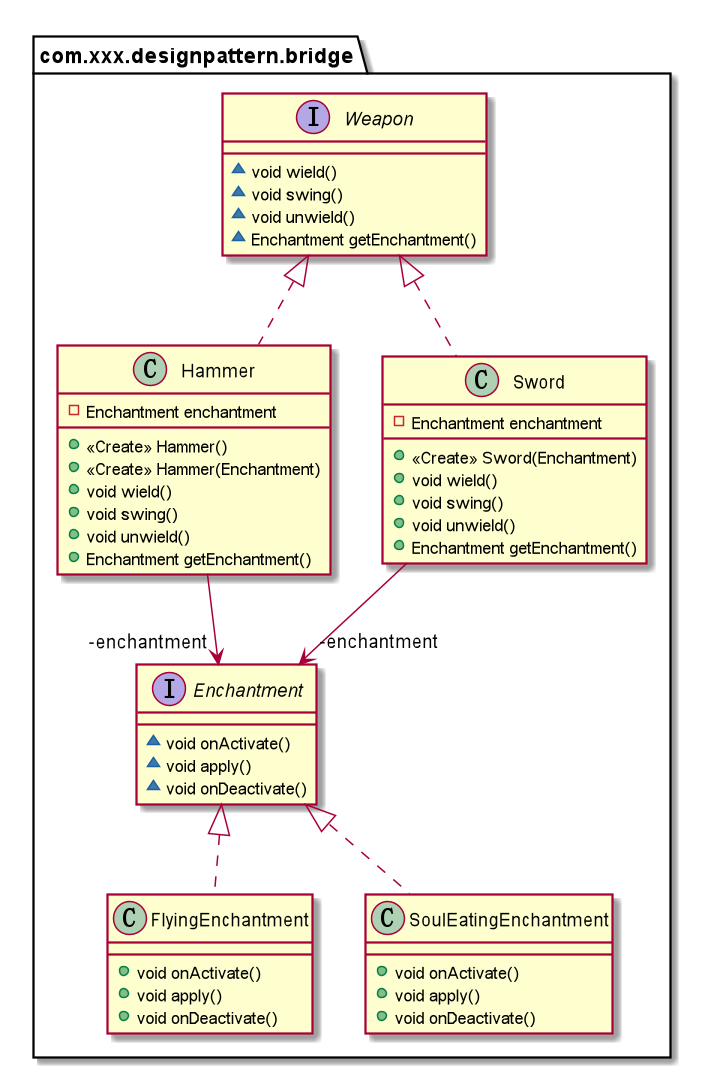 com.xxx.designpattern.bridge
I Weapon
void wield()
void swing()
void unwield()
Enchantment getEnchantment()
C Hammer
Enchantment enchantment
«Create» Hammer()
«Create» Hammer(Enchantment)
void wield()
void swing()
void unwield()
Enchantment getEnchantment()
C Sword
Enchantment enchantment
«Create» Sword(Enchantment)
void wield()
void swing()
void unwield()
Enchantment getEnchantment()
-enchantment
-enchantment
I Enchantment
void onActivate()
void apply()
void onDeactivate()
C FlyingEnchantment
void onActivate()
void apply()
void onDeactivate()
C SoulEatingEnchantment
void onActivate()
void apply()
void onDeactivate()